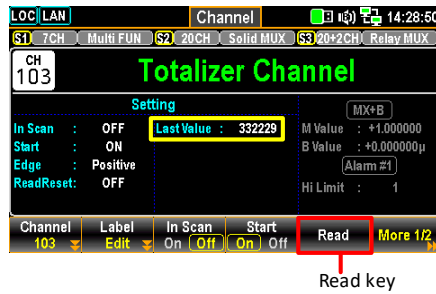 LOC LAN Channel 14:28:50
S1 7CH Multi FUN S2 20CH Solid MUX S3 20+2CH Relay MUX
CH
103
Totalizer Channel
Setting
In Scan : OFF
Start : ON
Edge : Positive
ReadReset: OFF
Last Value : 332229
MX+B
M Value : +1.000000
B Value : +0.000000µ
Alarm #1
Hi Limit : 1
Channel
103
Label
Edit
In Scan
On Off
Start
On Off
Read
More 1/2
Read key